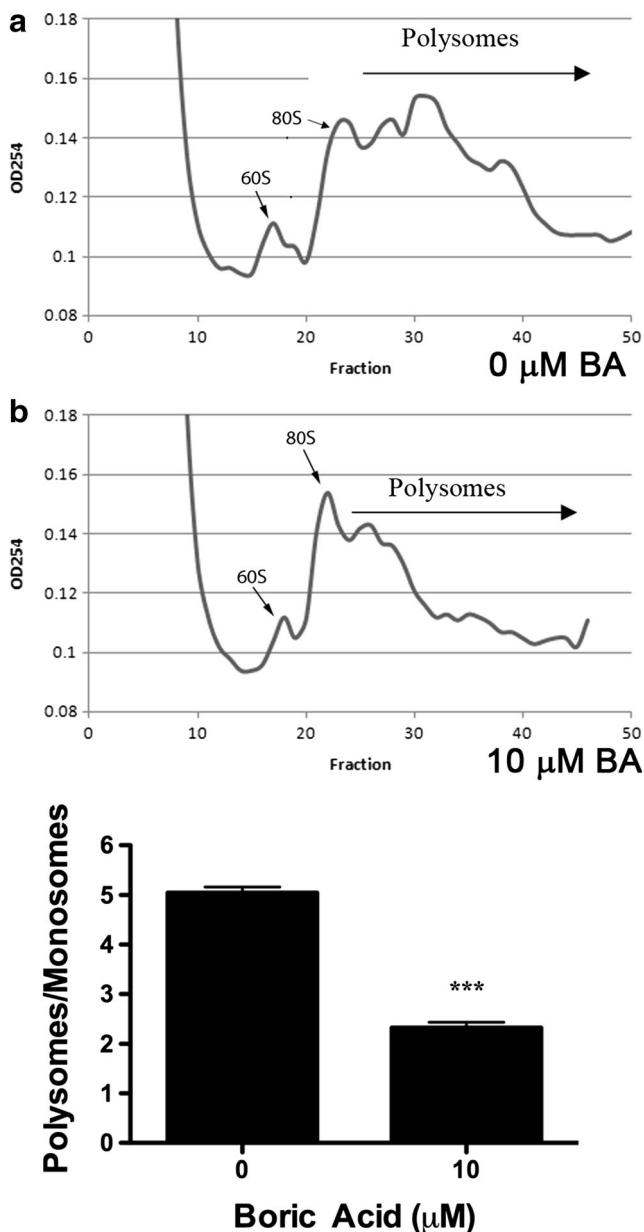 a
Polysomes
0.18
0.16
80S
0.14
60S
0.12
0.1
0.08
OD254
0 10 20 30 40 50
Fraction
0 μM BA
b
0.18
80S
0.16
Polysomes
0.14
60S
0.12
0.1
0.08
OD254
0 10 20 30 40 50
Fraction
10 μM BA
6
5
4
3
2
1
0
Polysomes/Monosomes
***
0 10
Boric Acid (μM)